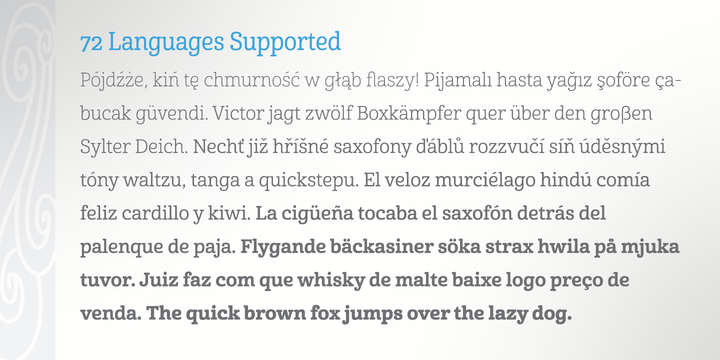 72 Languages Supported
Pójdźże, kiń tę chmurność w głąb flaszy! Pijamalı hasta yağız şoföre ça-
bucak güvendi. Victor jagt zwölf Boxkämpfer quer über den großen
Sylter Deich. Nechť již hříšné saxofony ďáblů rozzvučí síň úděsnými
tóny waltzu, tanga a quickstepu. El veloz murciélago hindú comía
feliz cardillo y kiwi. La cigüeña tocaba el saxofón detrás del
palenque de paja. Flygande bäckasiner söka strax hwila på mjuka
tuvor. Juiz faz com que whisky de malte baixe logo preço de
venda. The quick brown fox jumps over the lazy dog.